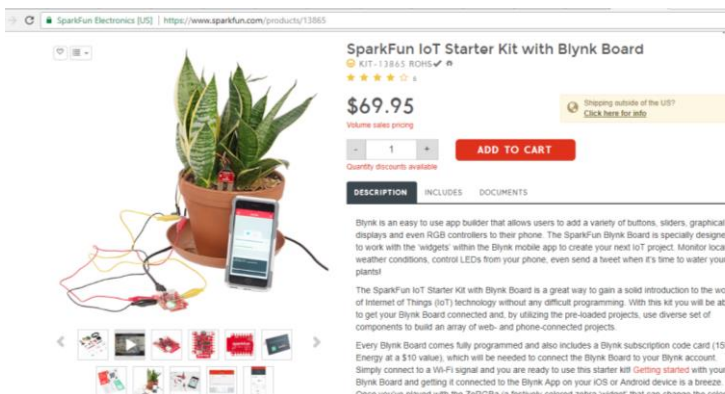 SparkFun Electronics [US] | https://www.sparkfun.com/products/13865
SparkFun IoT Starter Kit with Blynk Board
KIT-13865 ROHS✓
6
$69.95
Volume sales pricing
Shipping outside of the US?
Click here for info
- 1 +
ADD TO CART
Quantity discounts available
DESCRIPTION INCLUDES DOCUMENTS
Blynk is an easy to use app builder that allows users to add a variety of buttons, sliders, graphical
displays and even RGB controllers to their phone. The SparkFun Blynk Board is specially designe
to work with the 'widgets' within the Blynk mobile app to create your next IoT project. Monitor loca
weather conditions, control LEDs from your phone, even send a tweet when it's time to water your
plants!
The SparkFun IoT Starter Kit with Blynk Board is a great way to gain a solid introduction to the wo
of Internet of Things (IoT) technology without any difficult programming. With this kit you will be ab
to get your Blynk Board connected and, by utilizing the pre-loaded projects, use diverse set of
components to build an array of web- and phone-connected projects.
Every Blynk Board comes fully programmed and also includes a Blynk subscription code card (15
Energy at a $10 value), which will be needed to connect the Blynk Board to your Blynk account.
Simply connect to a Wi-Fi signal and you are ready to use this starter kit! Getting started with your
Blynk Board and getting it connected to the Blynk App on your iOS or Android device is a breeze.